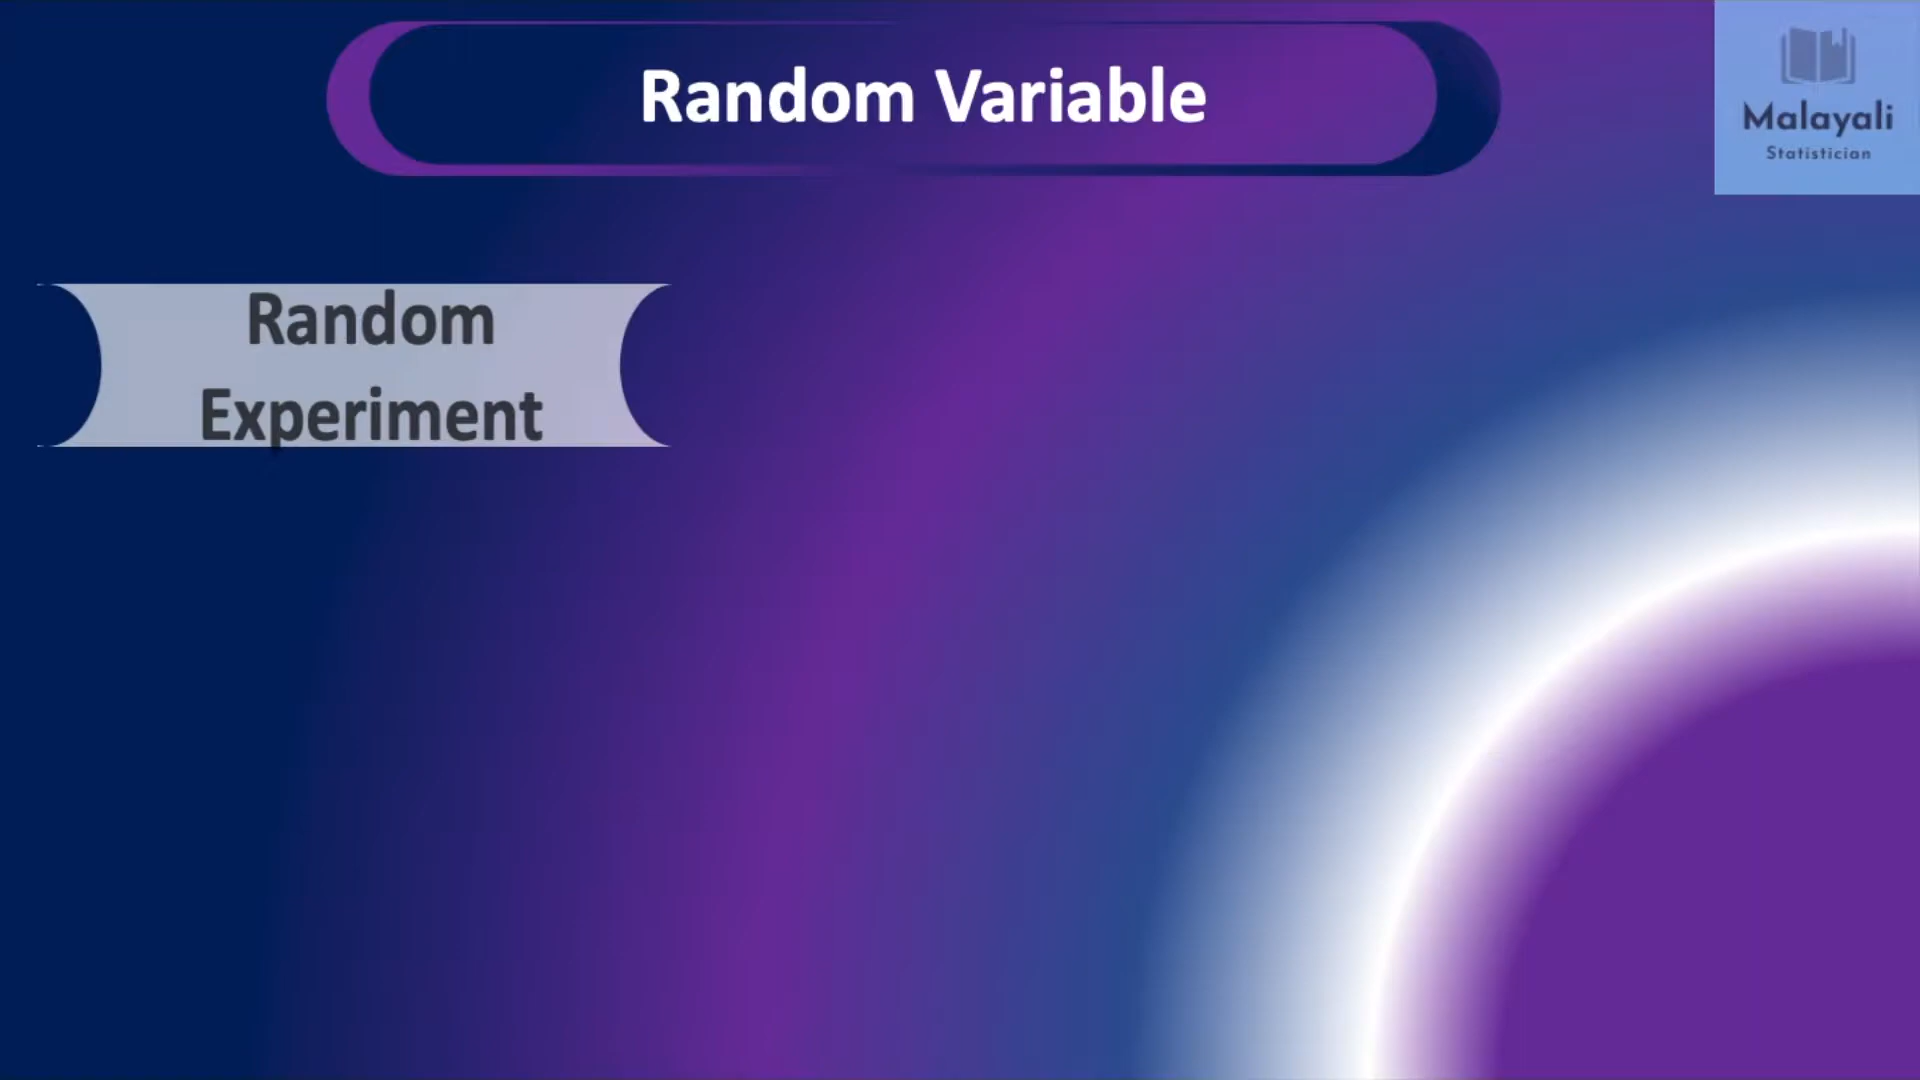 Random Variable
Malayali
Statistician
Random
Experiment